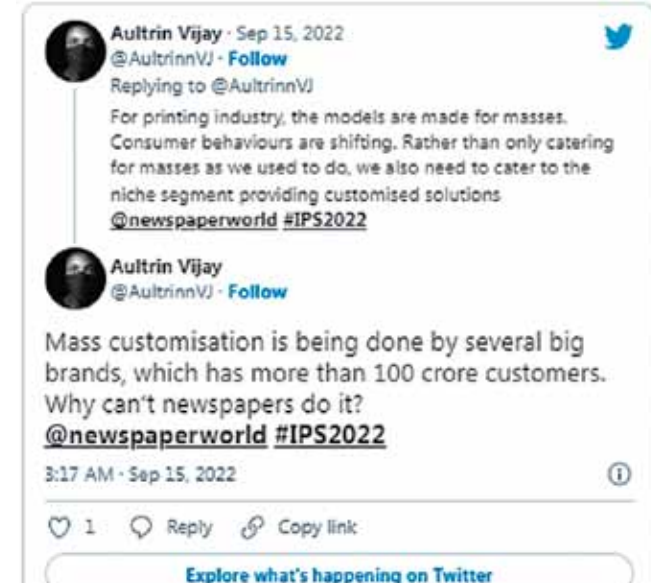 Aultrin Vijay · Sep 15, 2022
@AultrinnVJ · Follow
Replying to @AultrinnVJ
For printing industry, the models are made for masses.
Consumer behaviours are shifting. Rather than only catering
for masses as we used to do, we also need to cater to the
niche segment providing customised solutions
@newspaperworld #IPS2022
Aultrin Vijay
@AultrinnVJ · Follow
Mass customisation is being done by several big
brands, which has more than 100 crore customers.
Why can't newspapers do it?
@newspaperworld #IPS2022
3:17 AM · Sep 15, 2022
1 Reply Copy link
Explore what's happening on Twitter